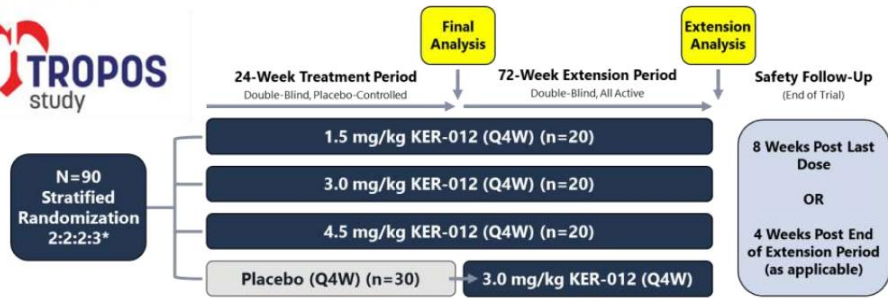 TROPOS
study
Final
Analysis
Extension
Analysis
24-Week Treatment Period
Double-Blind, Placebo-Controlled
72-Week Extension Period
Double-Blind, All Active
Safety Follow-Up
(End of Trial)
N=90
Stratified
Randomization
2:2:2:3*
1.5 mg/kg KER-012 (Q4W) (n=20)
3.0 mg/kg KER-012 (Q4W) (n=20)
4.5 mg/kg KER-012 (Q4W) (n=20)
Placebo (Q4W) (n=30)
3.0 mg/kg KER-012 (Q4W)
8 Weeks Post Last
Dose
OR
4 Weeks Post End
of Extension Period
(as applicable)